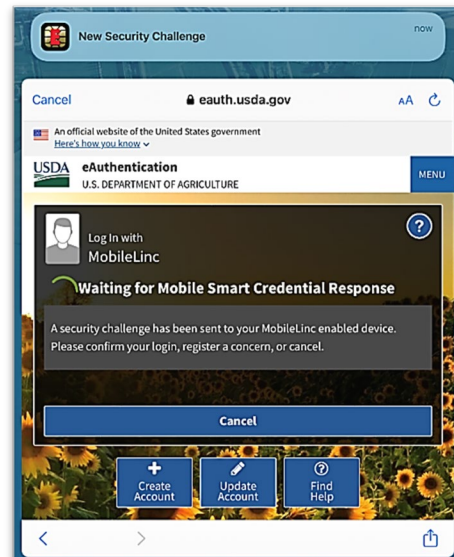 New Security Challenge
now
Cancel
eauth.usda.gov
AA
An official website of the United States government
Here's how you know
USDA
eAuthentication
U.S. DEPARTMENT OF AGRICULTURE
MENU
?
Log In with
MobileLinc
Waiting for Mobile Smart Credential Response
A security challenge has been sent to your MobileLinc enabled device.
Please confirm your login, register a concern, or cancel.
Cancel
Create
Account
Update
Account
?
Find
Help